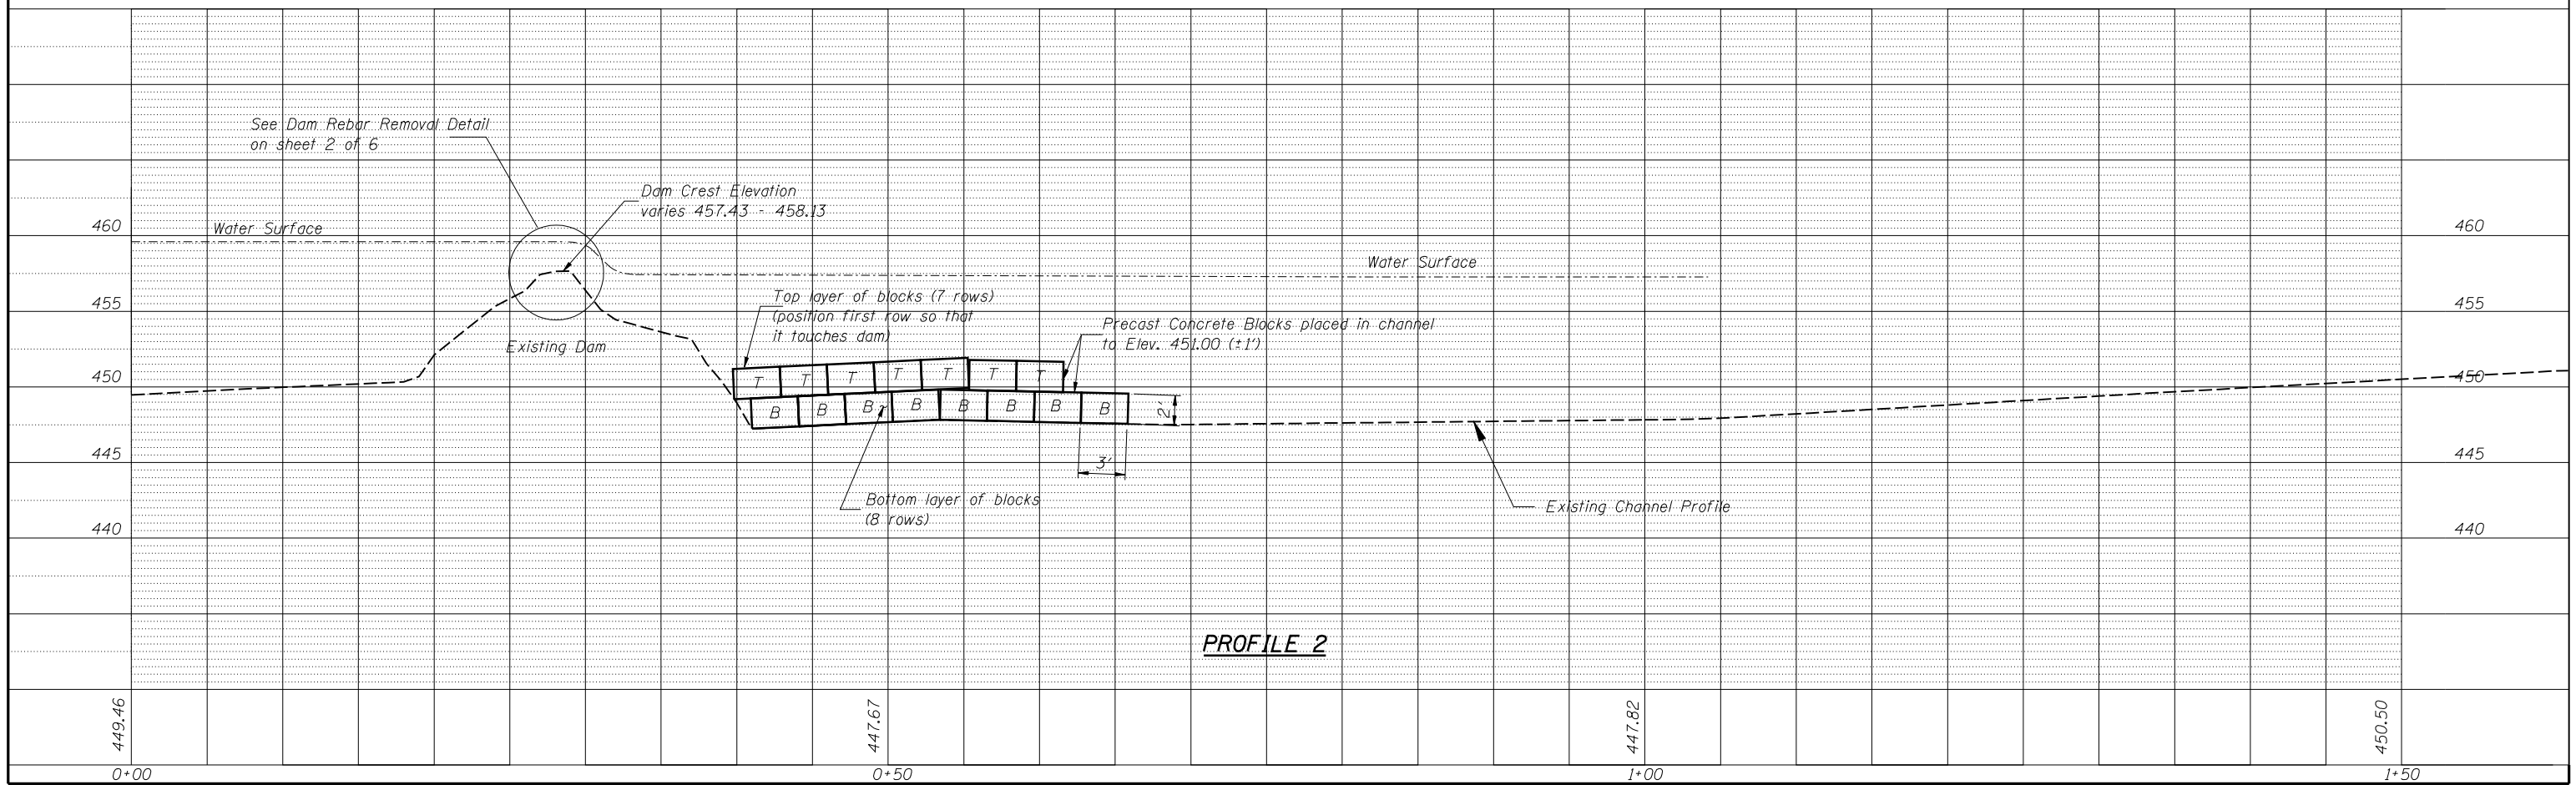 See Dam Rebar Removal Detail
on sheet 2 of 6
Dam Crest Elevation
varies 457.43 - 458.13
460
Water Surface
460
Water Surface
455
Top layer of blocks (7 rows)
(position first row so that
it touches dam)
455
Precast Concrete Blocks placed in channel
to Elev. 451.00 (±1')
Existing Dam
450
T T T T T T T
450
B B B B B B B B
2'
445
3'
445
Bottom layer of blocks
(8 rows)
Existing Channel Profile
440
440
PROFILE 2
449.46
447.67
447.82
450.50
0+00
0+50
1+00
1+50